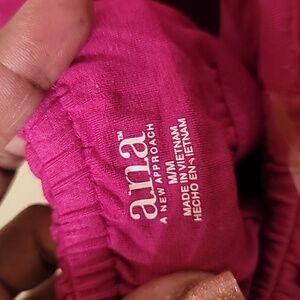 ana™
A NEW APPROACH
M/M
MADE IN VIETNAM
HECHO EN VIETNAM